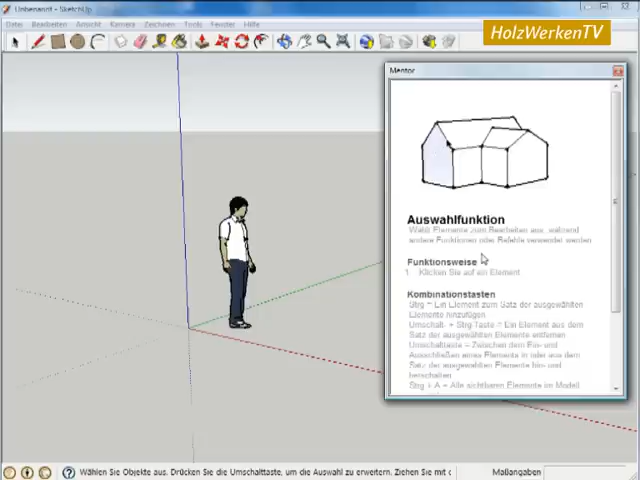 Unbenannt - SketchUp
Datei Bearbeiten Ansicht Kamera Zeichnen Tools Fenster Hilfe
HolzWerkenTV
Mentor
Auswahlfunktion
Wählt Elemente zum Bearbeiten aus, während
andere Funktionen oder Befehle verwendet werden
Funktionsweise
1. Klicken Sie auf ein Element
Kombinationstasten
Strg = Ein Element zum Satz der ausgewählten
Elemente hinzufügen
Umschalt- + Strg Taste = Ein Element aus dem
Satz der ausgewählten Elemente entfernen
Umschalttaste = Zwischen dem Ein- und
Ausschließen eines Elements in oder aus dem
Satz der ausgewählten Elemente hin- und
herschalten
Strg + A = Alle sichtbaren Elemente im Modell
Wählen Sie Objekte aus. Drücken Sie die Umschalttaste, um die Auswahl zu erweitern. Ziehen Sie mit c
Maßangaben